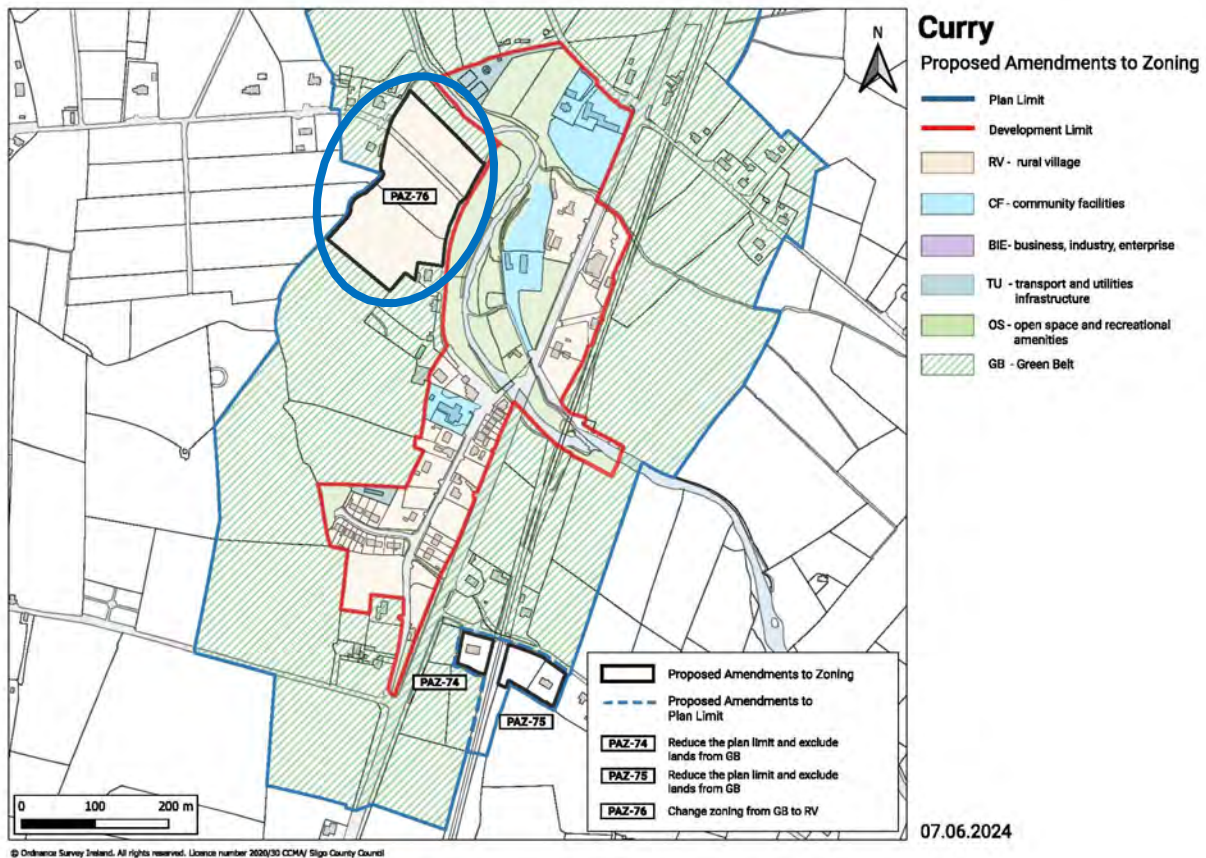 Curry
Proposed Amendments to Zoning
N
Plan Limit
Development Limit
RV - rural village
CF - community facilities
BIE- business, industry, enterprise
TU - transport and utilities
infrastructure
OS - open space and recreational
amenities
GB - Green Belt
PAZ-76
PAZ-74
PAZ-75
Proposed Amendments to Zoning
Proposed Amendments to
Plan Limit
PAZ-74 Reduce the plan limit and exclude
lands from GB
PAZ-75 Reduce the plan limit and exclude
lands from GB
PAZ-76 Change zoning from GB to RV
0 100 200 m
07.06.2024
© Ordnance Survey Ireland. All rights reserved. Licence number 2020/30 CCMA/ Sligo County Council